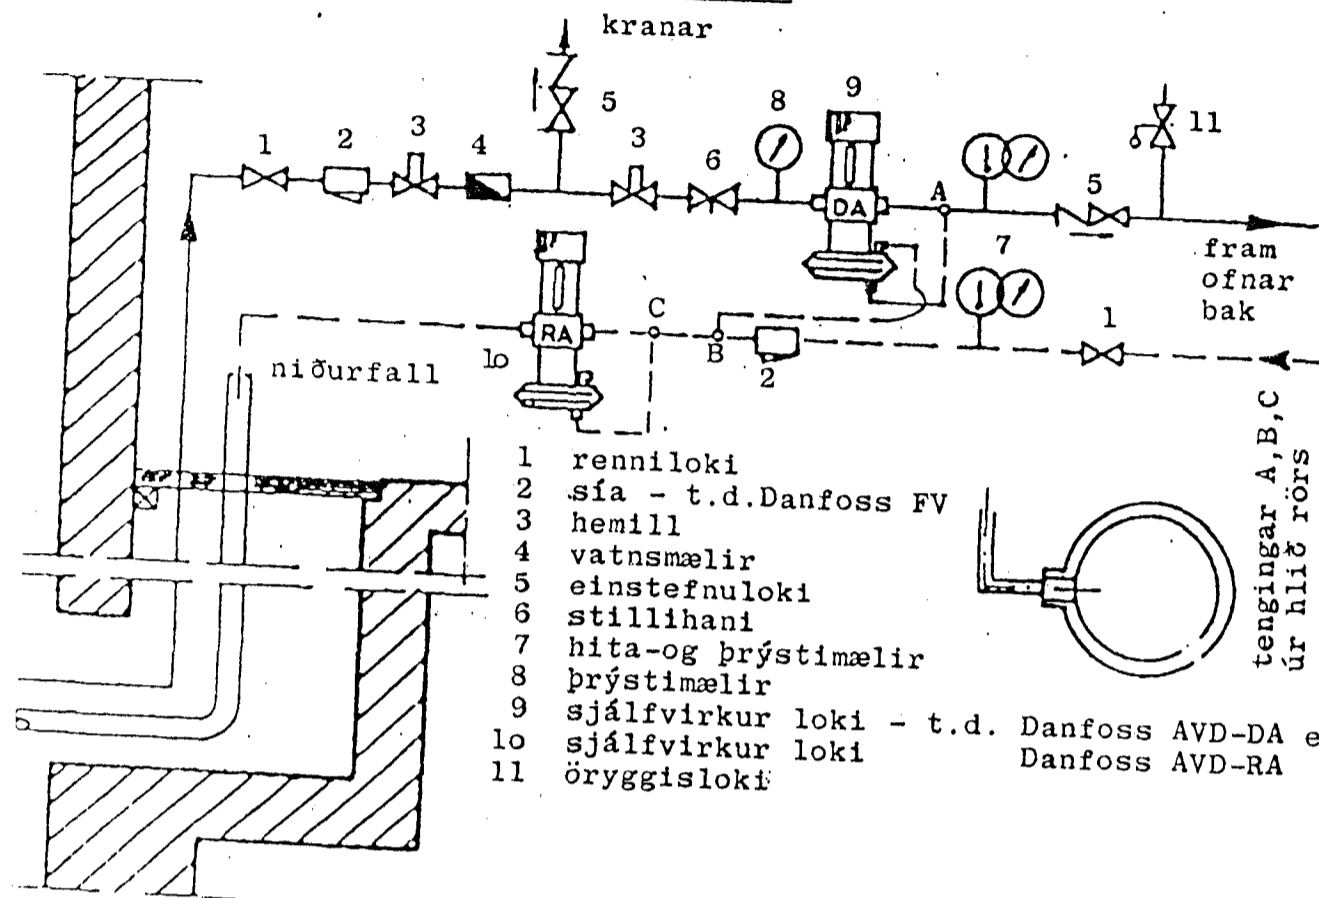 kranar
1
2
3
4
5
3
6
8
9
11
DA
A
5
7
fram
ofnar
bak
RA
C
B
2
1
10
niðurfall
1 renniloki
2 sía - t.d.Danfoss FV
3 hemill
4 vatnsmælir
5 einstefnuloki
6 stillihani
7 hita-og þrýstimælir
8 þrýstimælir
9 sjálfvirkur loki - t.d. Danfoss AVD-DA e
10 sjálfvirkur loki Danfoss AVD-RA
11 öryggisloki
tengingar A,B,C
úr hlið rörs